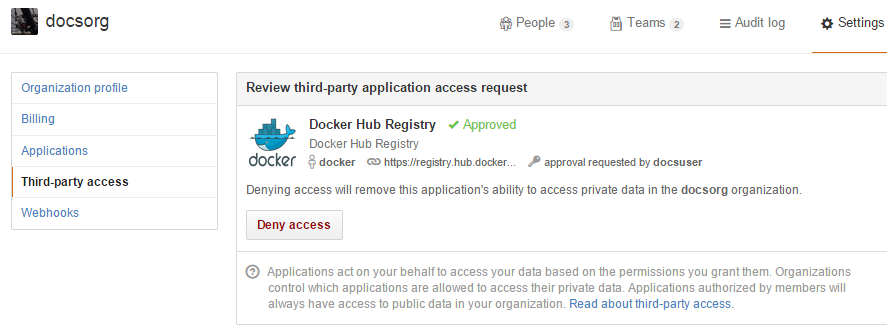 docsorg
People 3
Teams 2
Audit log
Settings
Organization profile
Billing
Applications
Third-party access
Webhooks
Review third-party application access request
docker
Docker Hub Registry ✓ Approved
Docker Hub Registry
docker https://registry.hub.docker... approval requested by docsuser
Denying access will remove this application's ability to access private data in the docsorg organization.
Deny access
Applications act on your behalf to access your data based on the permissions you grant them. Organizations
control which applications are allowed to access their private data. Applications authorized by members will
always have access to public data in your organization. Read about third-party access.